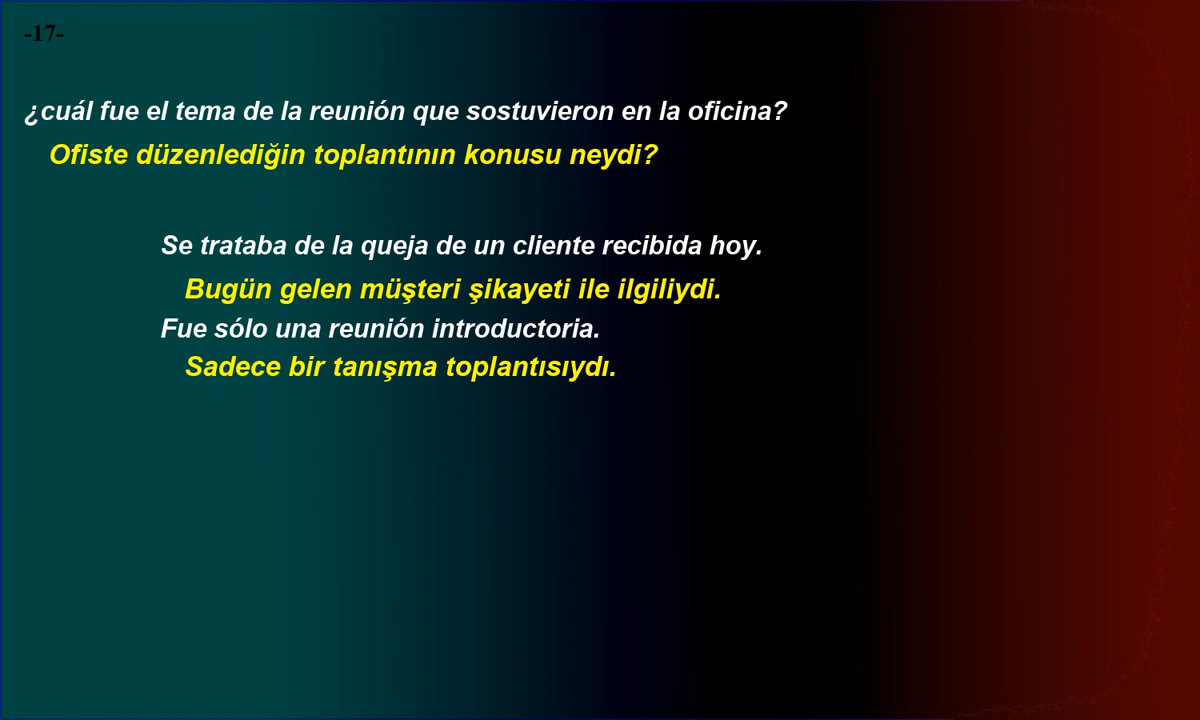 -17-
¿cuál fue el tema de la reunión que sostuvieron en la oficina?
Ofiste düzenlediğin toplantının konusu neydi?
Se trataba de la queja de un cliente recibida hoy.
Bugün gelen müşteri şikayeti ile ilgiliydi.
Fue sólo una reunión introductoria.
Sadece bir tanışma toplantısıydı.